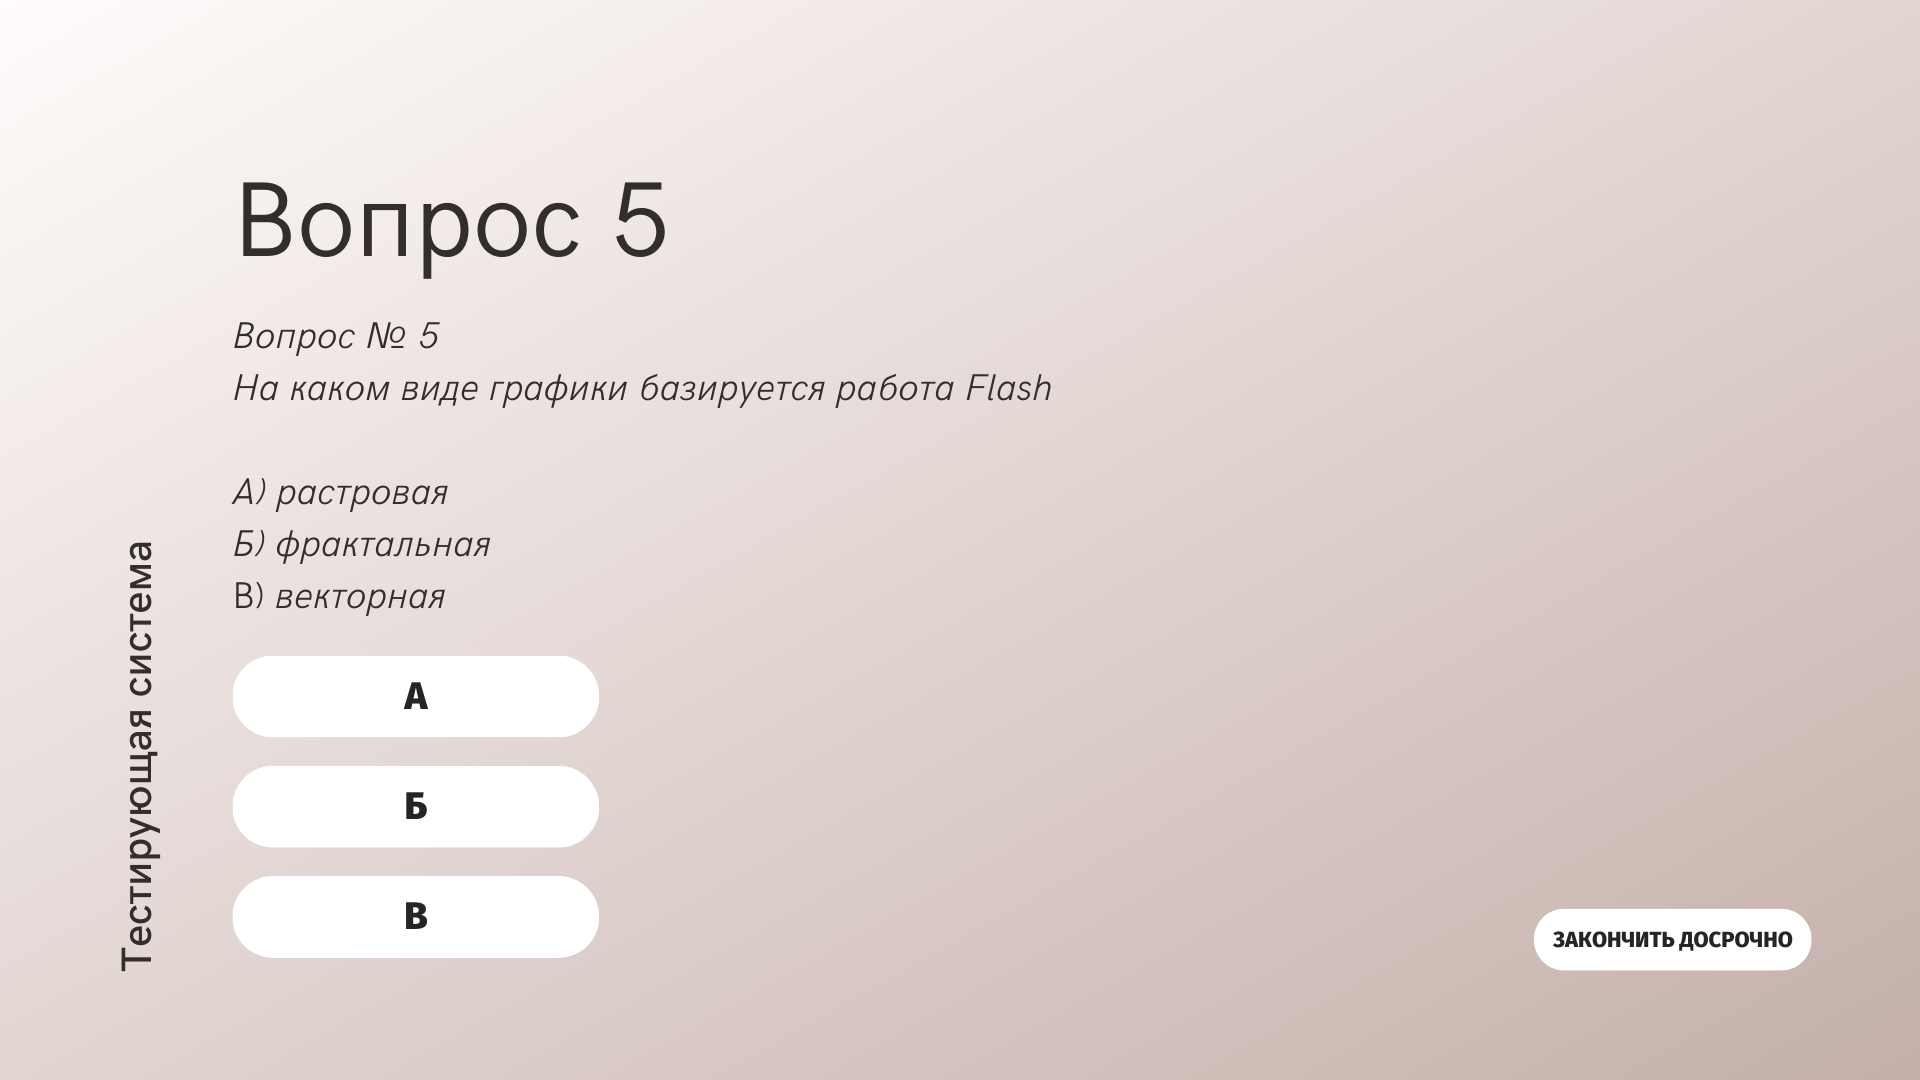 Вопрос 5
Вопрос № 5
На каком виде графики базируется работа Flash
А) растровая
Б) фрактальная
В) векторная
А
Б
В
Тестирующая система
ЗАКОНЧИТЬ ДОСРОЧНО